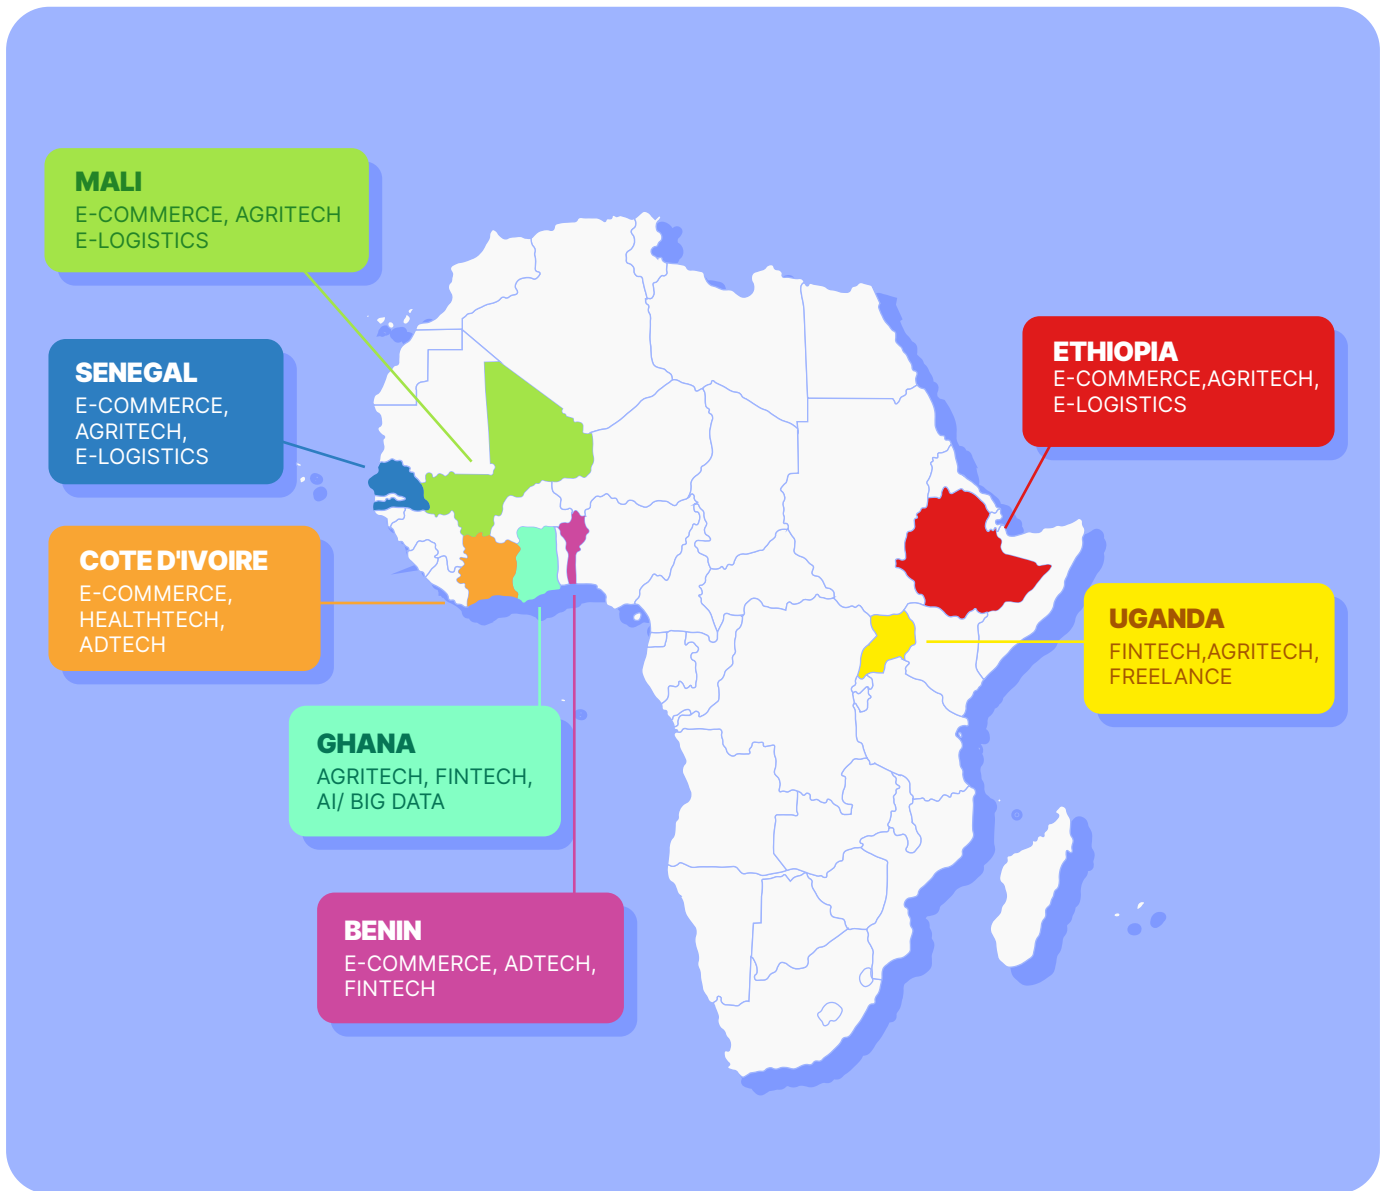 MALI
E-COMMERCE, AGRITECH
E-LOGISTICS
SENEGAL
E-COMMERCE,
AGRITECH,
E-LOGISTICS
COTE D'IVOIRE
E-COMMERCE,
HEALTHTECH,
ADTECH
GHANA
AGRITECH, FINTECH,
AI/ BIG DATA
BENIN
E-COMMERCE, ADTECH,
FINTECH
ETHIOPIA
E-COMMERCE,AGRITECH,
E-LOGISTICS
UGANDA
FINTECH,AGRITECH,
FREELANCE